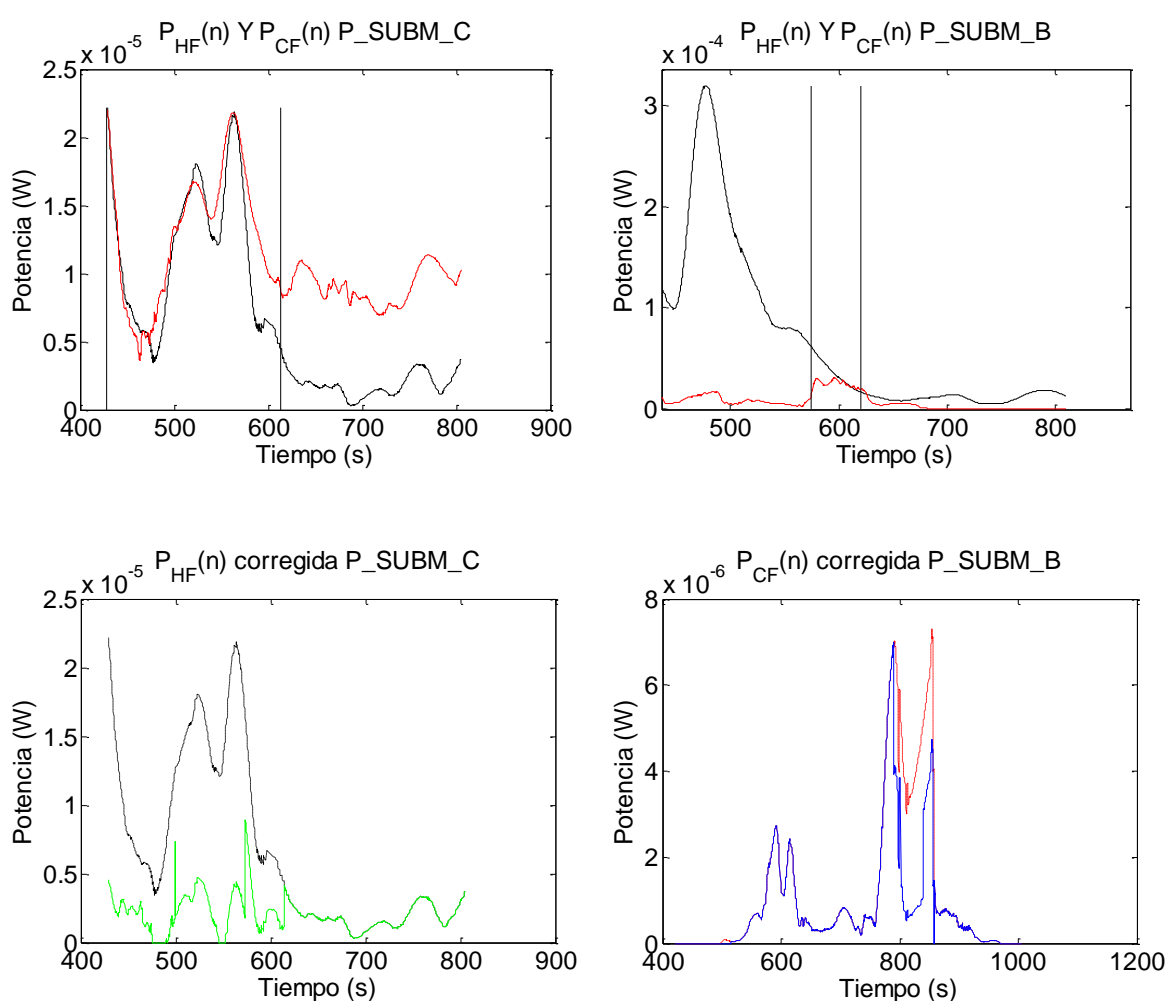 P_HF(n) Y P_CF(n) P_SUBM_C
x 10^-5
2.5
2
1.5
1
0.5
0
400 500 600 700 800 900
Potencia (W)
Tiempo (s)
P_HF(n) Y P_CF(n) P_SUBM_B
x 10^-4
3
2
1
0
500 600 700 800
Potencia (W)
Tiempo (s)
P_HF(n) corregida P_SUBM_C
x 10^-5
2.5
2
1.5
1
0.5
0
400 500 600 700 800 900
Potencia (W)
Tiempo (s)
P_CF(n) corregida P_SUBM_B
x 10^-6
8
6
4
2
0
400 600 800 1000 1200
Potencia (W)
Tiempo (s)